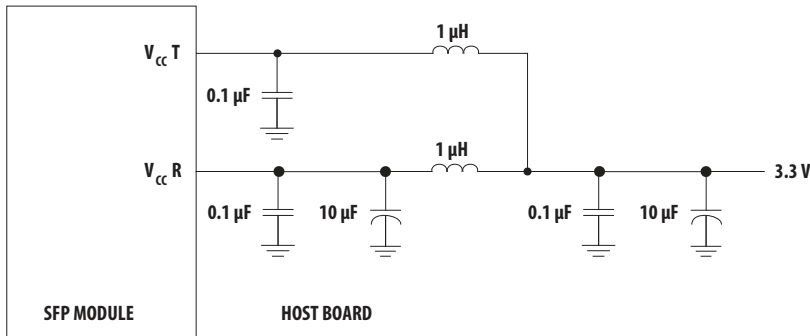 1 µH
V_CC T
0.1 µF
1 µH
V_CC R
3.3 V
0.1 µF
10 µF
0.1 µF
10 µF
SFP MODULE
HOST BOARD